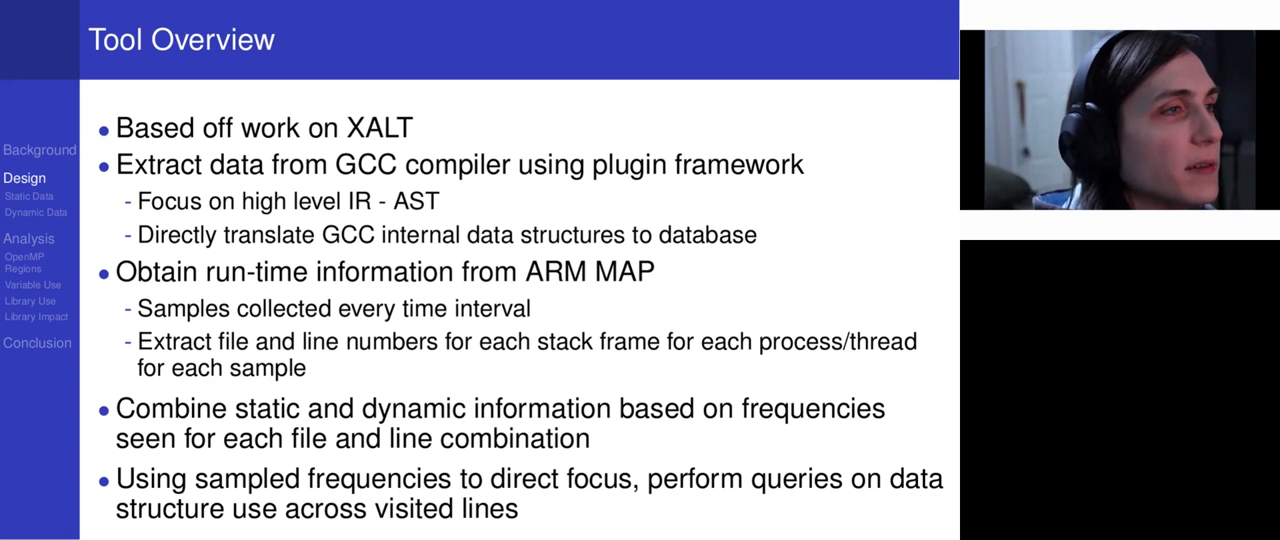 Tool Overview
Background
Design
Static Data
Dynamic Data
Analysis
OpenMP
Regions
Variable Use
Library Use
Library Impact
Conclusion
• Based off work on XALT
• Extract data from GCC compiler using plugin framework
- Focus on high level IR - AST
- Directly translate GCC internal data structures to database
• Obtain run-time information from ARM MAP
- Samples collected every time interval
- Extract file and line numbers for each stack frame for each process/thread
for each sample
• Combine static and dynamic information based on frequencies
seen for each file and line combination
• Using sampled frequencies to direct focus, perform queries on data
structure use across visited lines